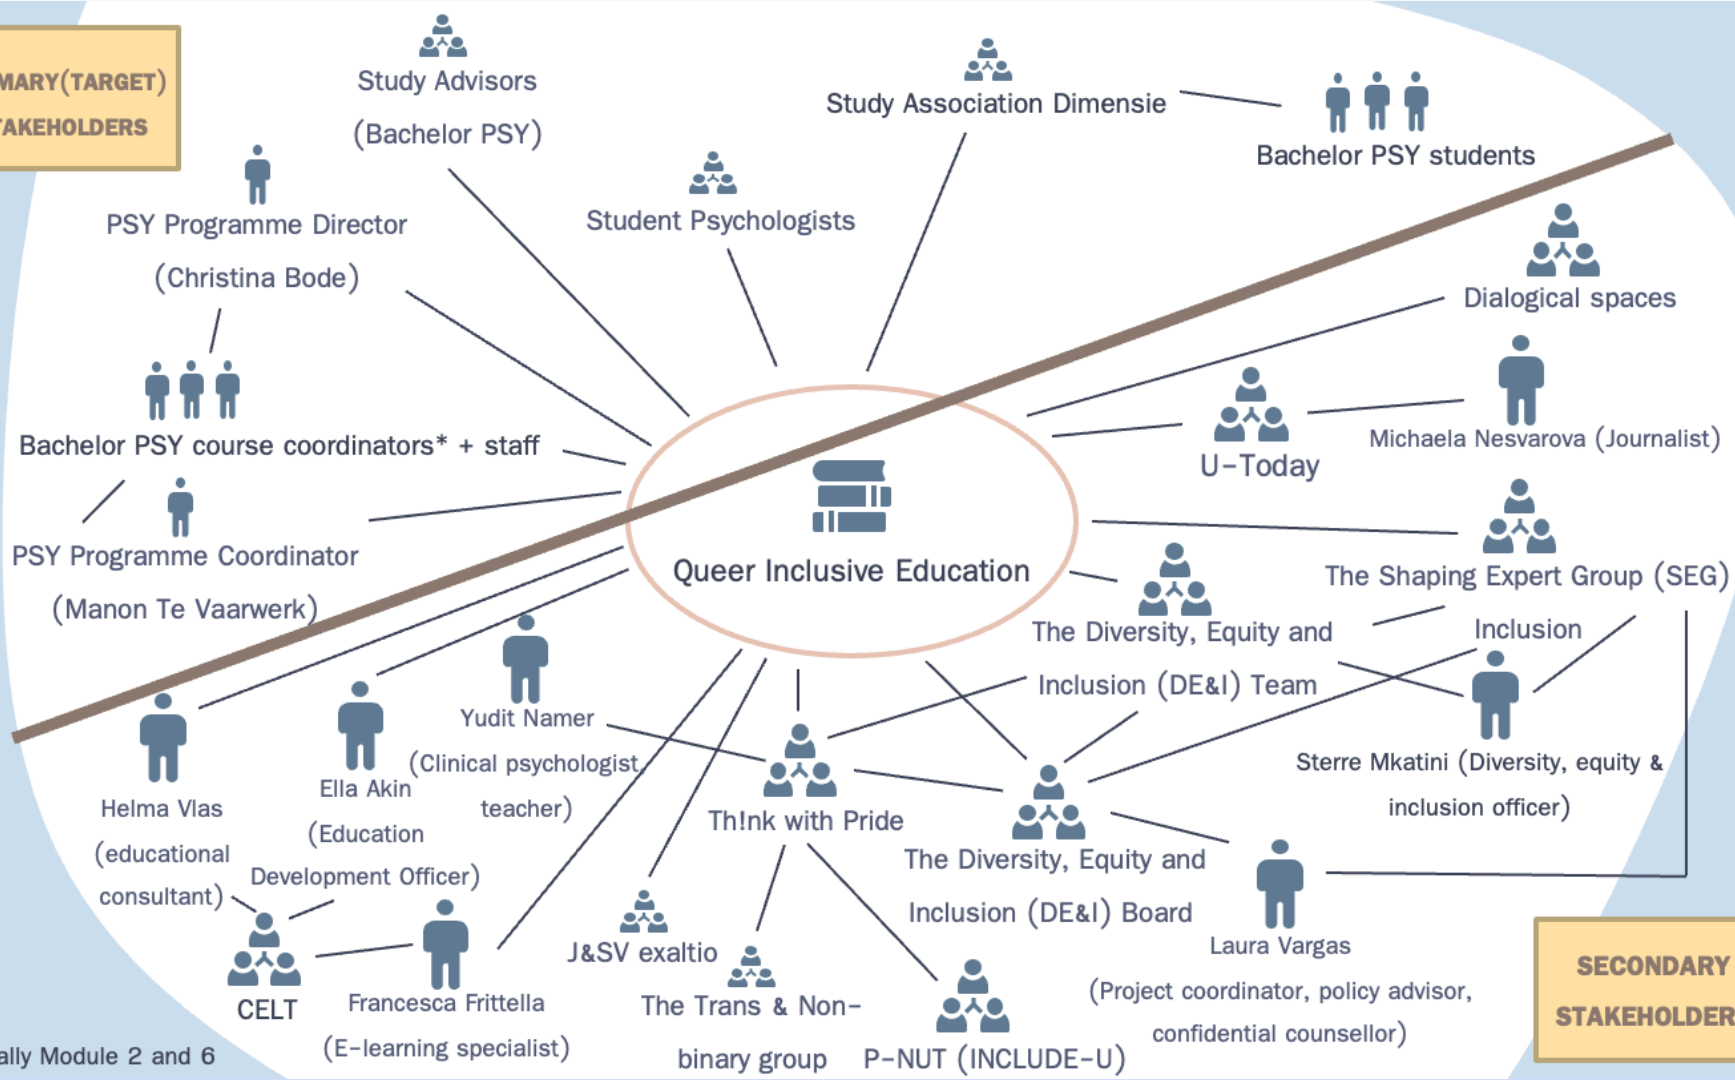 MARY(TARGET)
TAKEHOLDERS
Study Advisors
(Bachelor PSY)
Study Association Dimensie
Bachelor PSY students
PSY Programme Director
(Christina Bode)
Student Psychologists
Dialogical spaces
Bachelor PSY course coordinators* + staff
U-Today
Michaela Nesvarova (Journalist)
PSY Programme Coordinator
(Manon Te Vaarwerk)
Queer Inclusive Education
The Shaping Expert Group (SEG)
Inclusion
The Diversity, Equity and
Inclusion (DE&I) Team
Sterre Mkatini (Diversity, equity &
inclusion officer)
Yudit Namer
(Clinical psychologist,
teacher)
Helma Vlas
(educational
consultant)
Ella Akin
(Education
Development Officer)
Th!nk with Pride
The Diversity, Equity and
Inclusion (DE&I) Board
Laura Vargas
(Project coordinator, policy advisor,
confidential counsellor)
CELT
Francesca Frittella
(E-learning specialist)
J&SV exaltio
The Trans & Non-
binary group
P-NUT (INCLUDE-U)
SECONDARY
STAKEHOLDER
ally Module 2 and 6